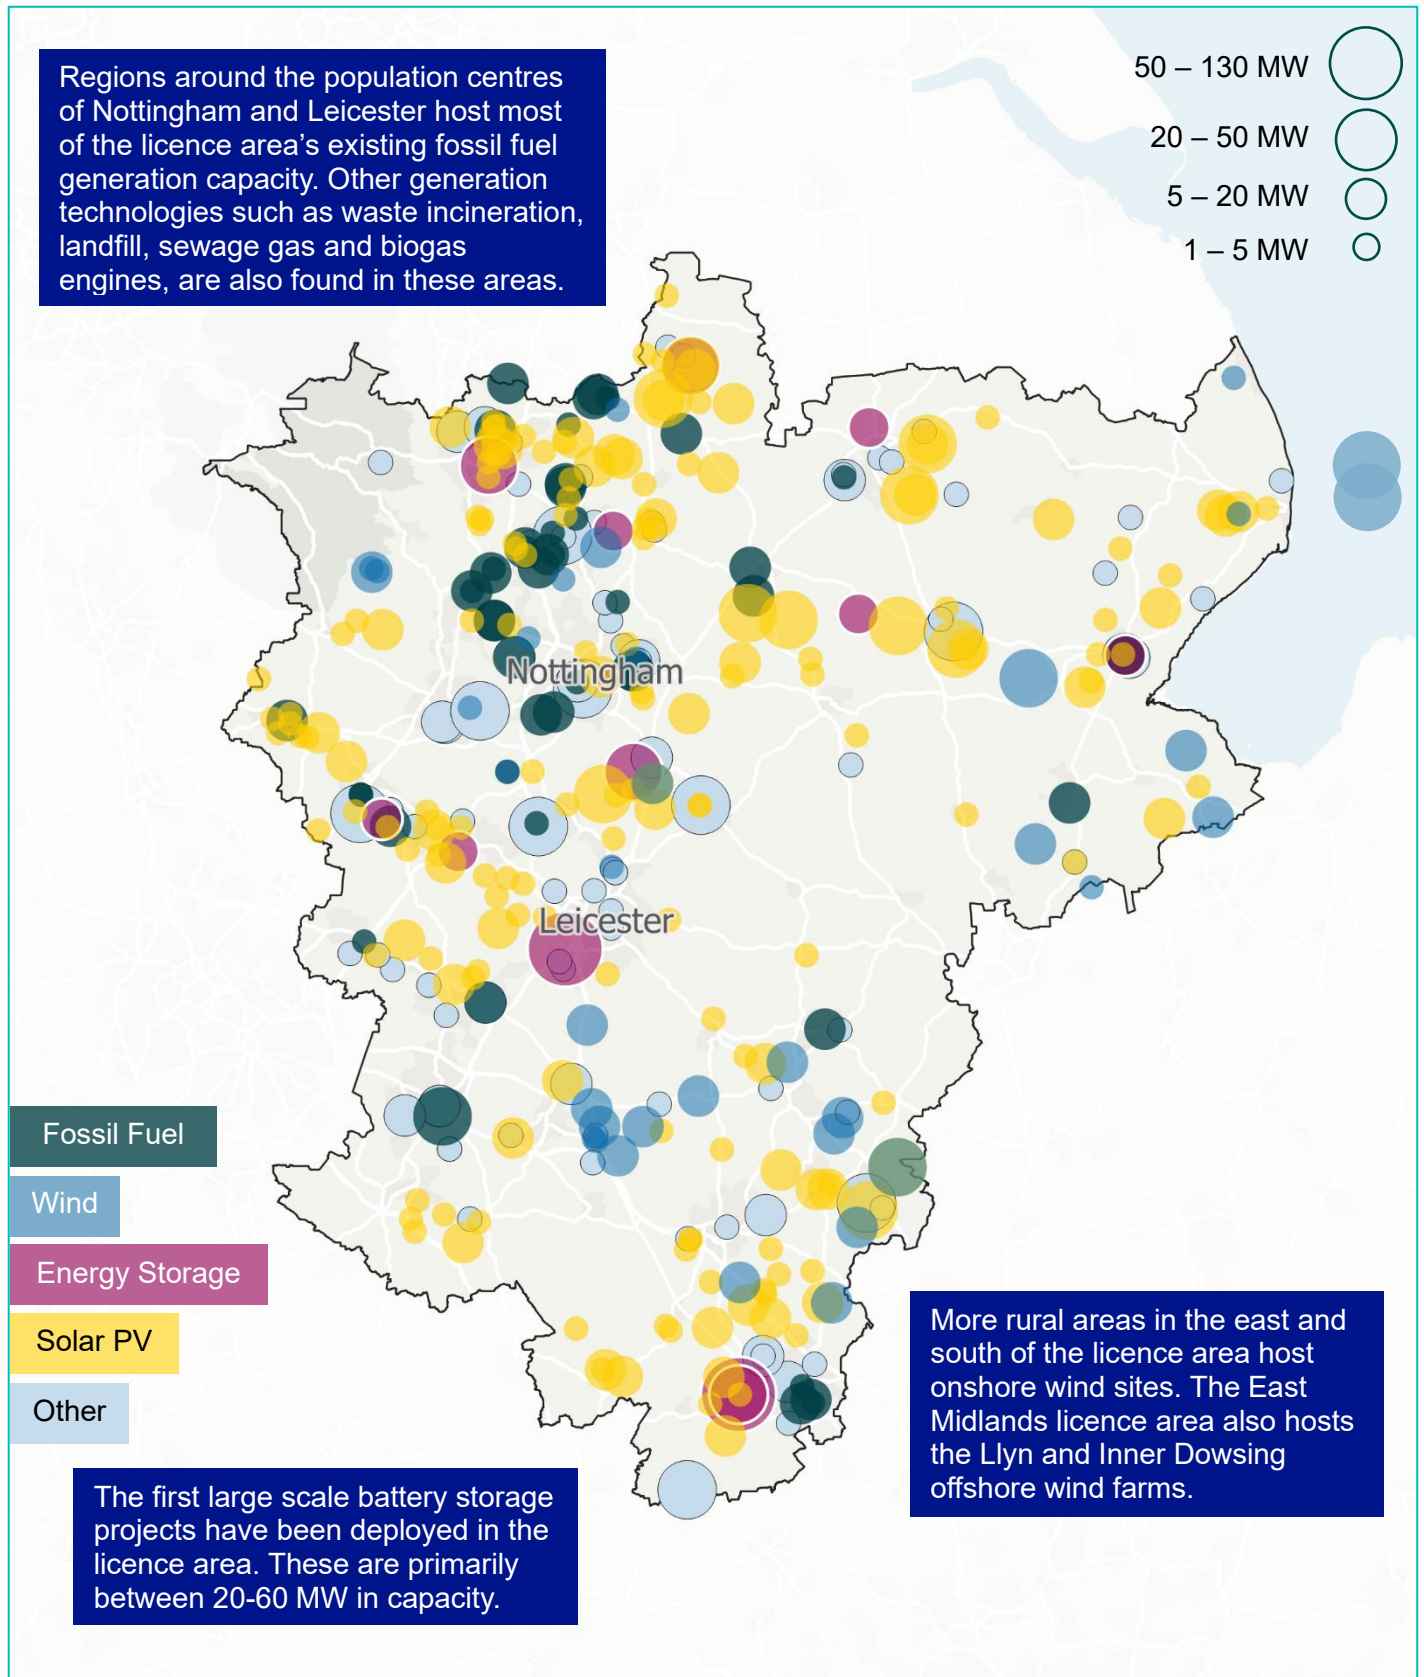 Regions around the population centres
of Nottingham and Leicester host most
of the licence area's existing fossil fuel
generation capacity. Other generation
technologies such as waste incineration,
landfill, sewage gas and biogas
engines, are also found in these areas.
50 – 130 MW
20 – 50 MW
5 – 20 MW
1 – 5 MW
Nottingham
Leicester
Fossil Fuel
Wind
Energy Storage
Solar PV
Other
More rural areas in the east and
south of the licence area host
onshore wind sites. The East
Midlands licence area also hosts
the Llyn and Inner Dowsing
offshore wind farms.
The first large scale battery storage
projects have been deployed in the
licence area. These are primarily
between 20-60 MW in capacity.